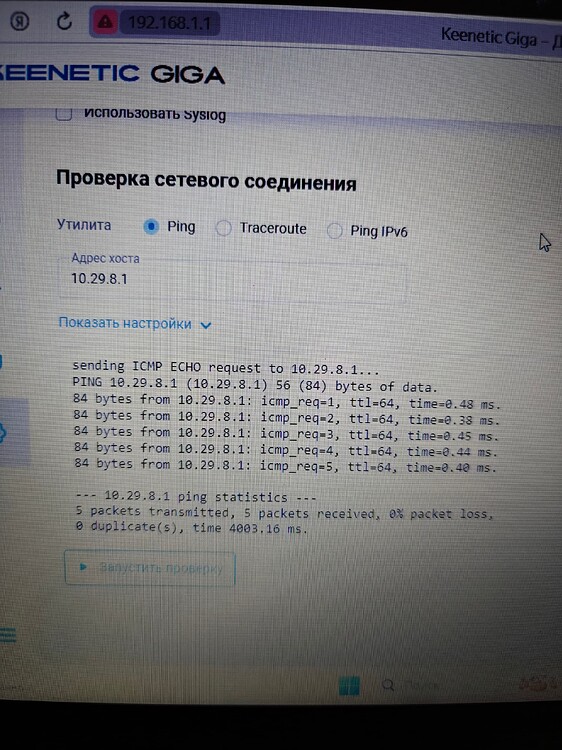 192.168.1.1
Keenetic Giga –
KEENETIC GIGA
Использовать Syslog
Проверка сетевого соединения
Утилита Ping Traceroute Ping IPv6
Адрес хоста
10.29.8.1
Показать настройки
sending ICMP ECHO request to 10.29.8.1...
PING 10.29.8.1 (10.29.8.1) 56 (84) bytes of data.
84 bytes from 10.29.8.1: icmp_req=1, ttl=64, time=0.48 ms.
84 bytes from 10.29.8.1: icmp_req=2, ttl=64, time=0.38 ms.
84 bytes from 10.29.8.1: icmp_req=3, ttl=64, time=0.45 ms.
84 bytes from 10.29.8.1: icmp_req=4, ttl=64, time=0.44 ms.
84 bytes from 10.29.8.1: icmp_req=5, ttl=64, time=0.40 ms.
--- 10.29.8.1 ping statistics ---
5 packets transmitted, 5 packets received, 0% packet loss,
0 duplicate(s), time 4003.16 ms.
Запустить проверку
Поиск